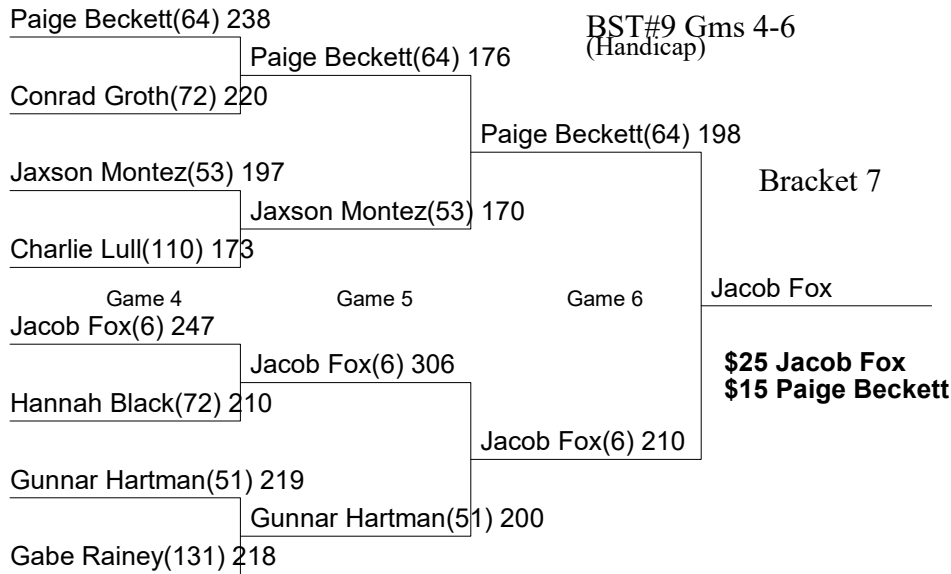 Paige Beckett(64) 238
BST#9 Gms 4-6
(Handicap)
Paige Beckett(64) 176
Conrad Groth(72) 220
Paige Beckett(64) 198
Jaxson Montez(53) 197
Bracket 7
Jaxson Montez(53) 170
Charlie Lull(110) 173
Game 4 Game 5 Game 6 Jacob Fox
Jacob Fox(6) 247
Jacob Fox(6) 306
$25 Jacob Fox
$15 Paige Beckett
Hannah Black(72) 210
Jacob Fox(6) 210
Gunnar Hartman(51) 219
Gunnar Hartman(51) 200
Gabe Rainey(131) 218